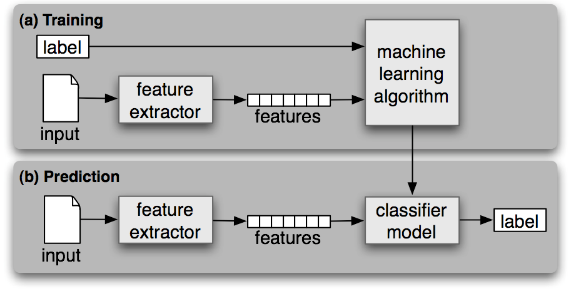 (a) Training
label
machine
learning
algorithm
feature
extractor
features
input
(b) Prediction
feature
extractor
features
classifier
model
label
input